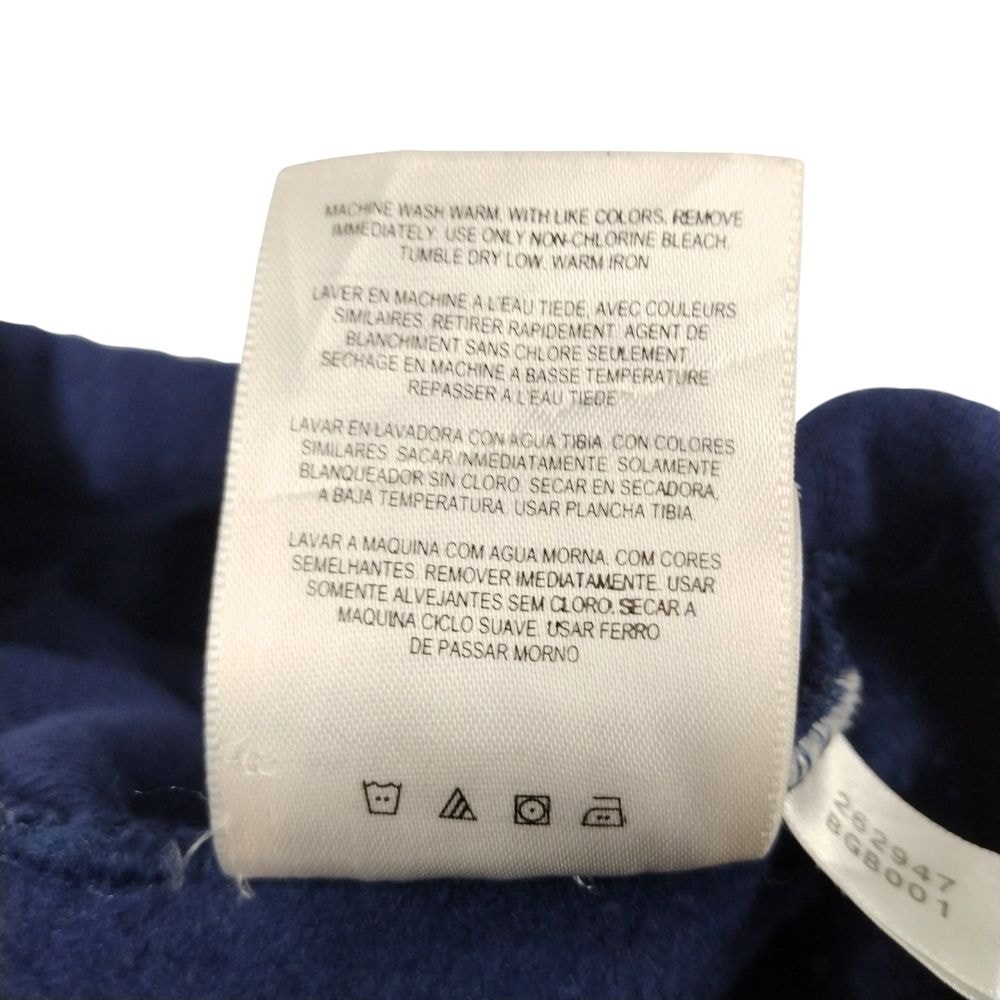 MACHINE WASH WARM, WITH LIKE COLORS. REMOVE
IMMEDIATELY. USE ONLY NON-CHLORINE BLEACH.
TUMBLE DRY LOW. WARM IRON
LAVER EN MACHINE A L'EAU TIEDE, AVEC COULEURS
SIMILAIRES. RETIRER RAPIDEMENT. AGENT DE
BLANCHIMENT SANS CHLORE SEULEMENT.
SECHAGE EN MACHINE A BASSE TEMPERATURE.
REPASSER A L'EAU TIEDE
LAVAR EN LAVADORA CON AGUA TIBIA, CON COLORES
SIMILARES. SACAR INMEDIATAMENTE. SOLAMENTE
BLANQUEADOR SIN CLORO. SECAR EN SECADORA,
A BAJA TEMPERATURA. USAR PLANCHA TIBIA.
LAVAR A MAQUINA COM AGUA MORNA, COM CORES
SEMELHANTES. REMOVER IMEDIATAMENTE. USAR
SOMENTE ALVEJANTES SEM CLORO. SECAR A
MAQUINA CICLO SUAVE. USAR FERRO
DE PASSAR MORNO
262947
BGB001